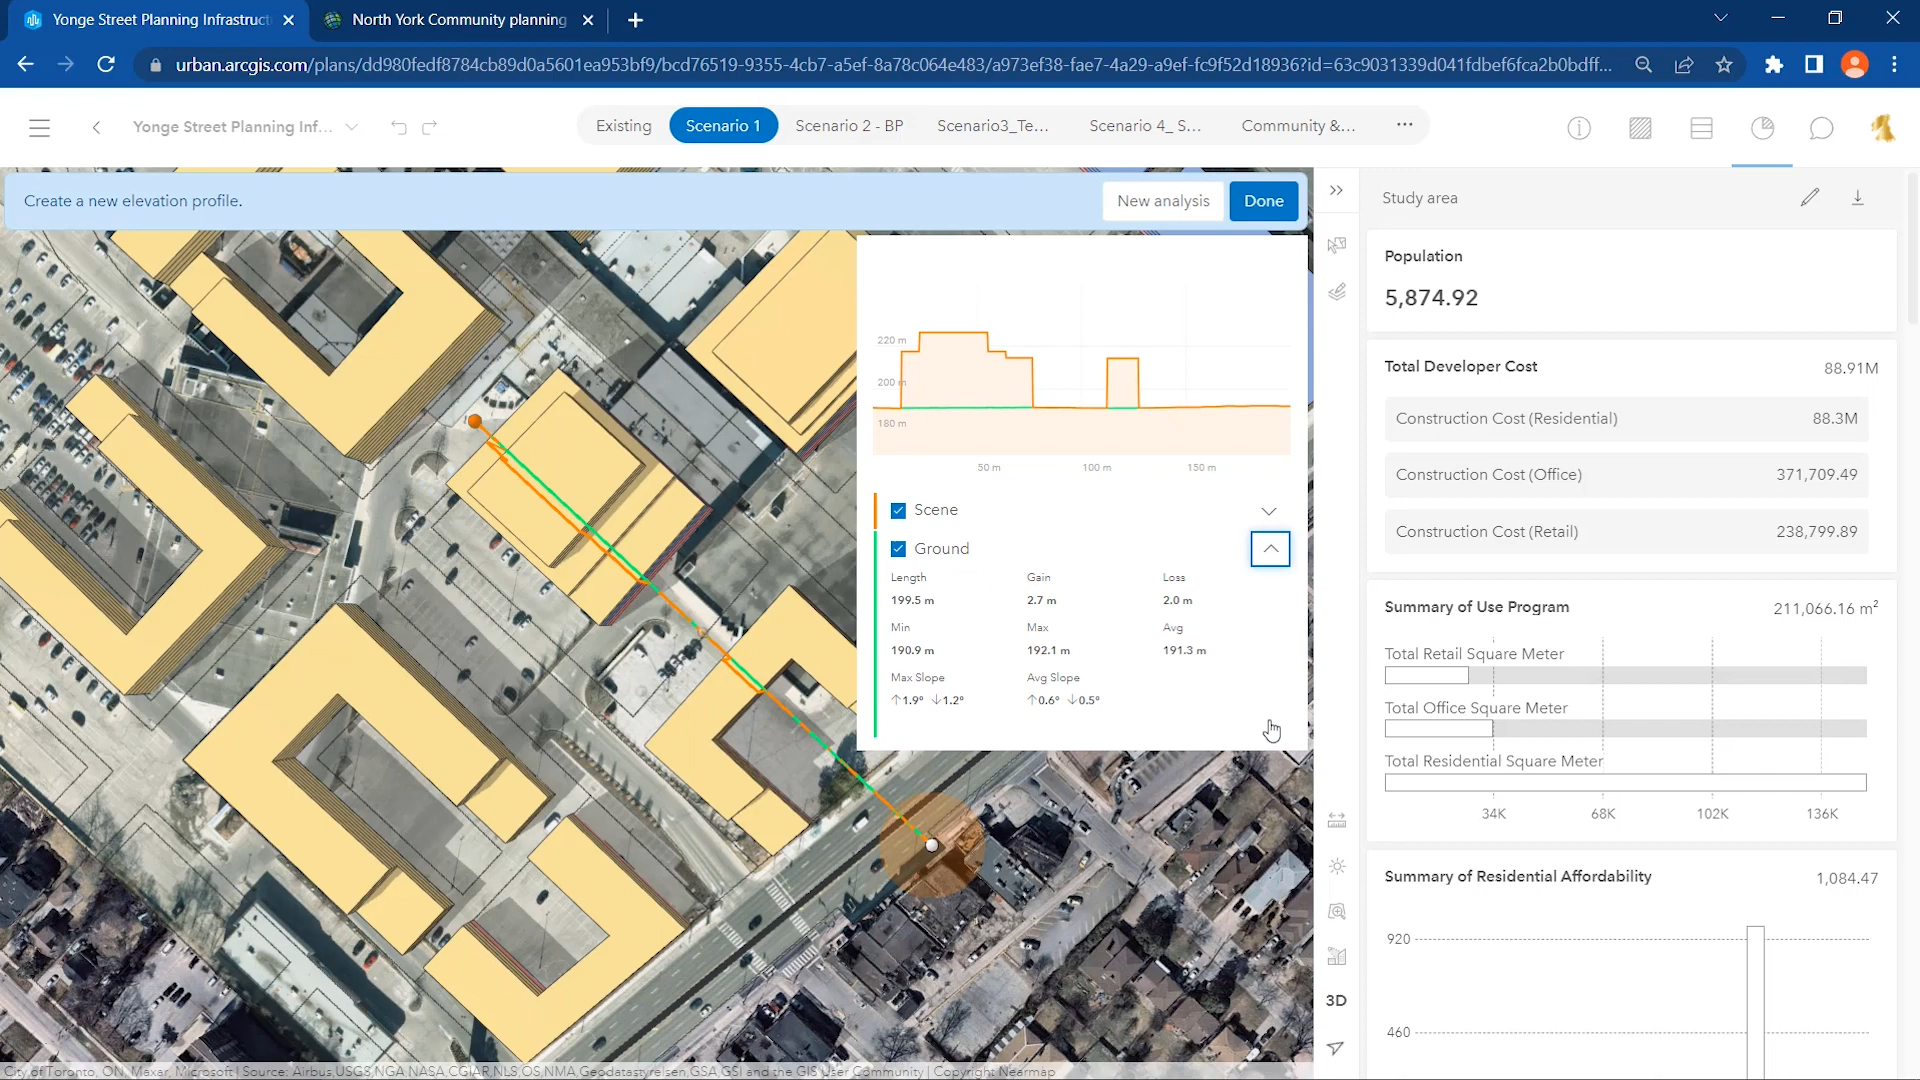 Yonge Street Planning Infrastruct
North York Community planning
urban.arcgis.com/plans/dd980fedf8784cb89d0a5601ea953bf9/bcd76519-9355-4cb7-a5ef-8a78c064e483/a973ef38-fae7-4a29-a9ef-fc9f52d18936?id=63c9031339d041fdbef6fca2b0bdff...
Yonge Street Planning Inf...
Existing
Scenario 1
Scenario 2 - BP
Scenario3_Te...
Scenario 4_ S...
Community &...
Create a new elevation profile.
New analysis
Done
220 m
200 m
180 m
50 m 100 m 150 m
Scene
Ground
Length Gain Loss
199.5 m 2.7 m 2.0 m
Min Max Avg
190.9 m 192.1 m 191.3 m
Max Slope Avg Slope
↑1.9° ↓1.2° ↑0.6° ↓0.5°
3D
Study area
Population
5,874.92
Total Developer Cost 88.91M
Construction Cost (Residential) 88.3M
Construction Cost (Office) 371,709.49
Construction Cost (Retail) 238,799.89
Summary of Use Program 211,066.16 m²
Total Retail Square Meter
Total Office Square Meter
Total Residential Square Meter
34K 68K 102K 136K
Summary of Residential Affordability 1,084.47
920
460
City of Toronto, ON, Maxar, Microsoft | Source: Airbus,USGS,NGA,NASA,CGIAR,NLS,OS,NMA,Geodatastyrelsen,GSA,GSI and the GIS User Community | Copyright Nearmap